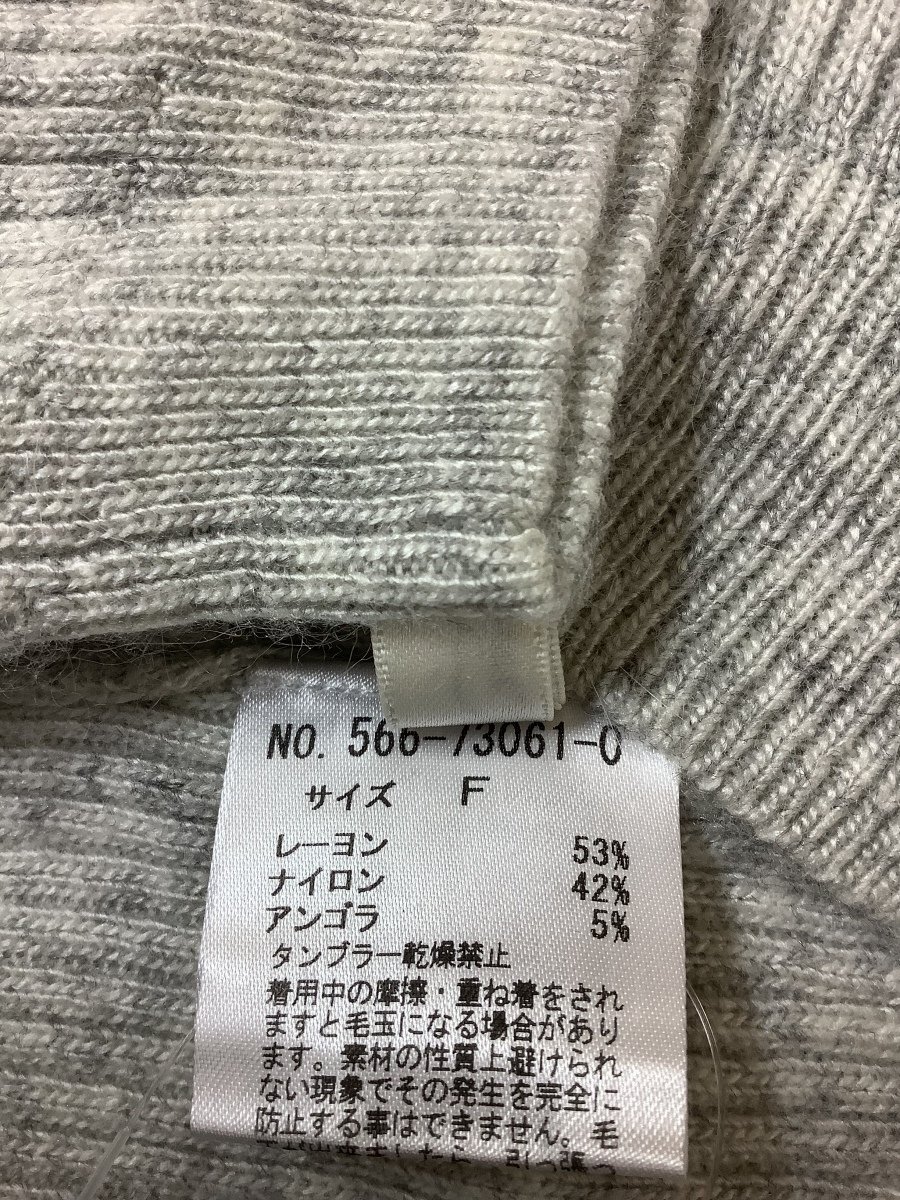 NO. 566-73061-0
サイズ F
レーヨン 53%
ナイロン 42%
アンゴラ 5%
タンブラー乾燥禁止
着用中の摩擦・重ね着をされ
ますと毛玉になる場合があり
ます。素材の性質上避けられ
ない現象でその発生を完全に
防止する事はできません。毛